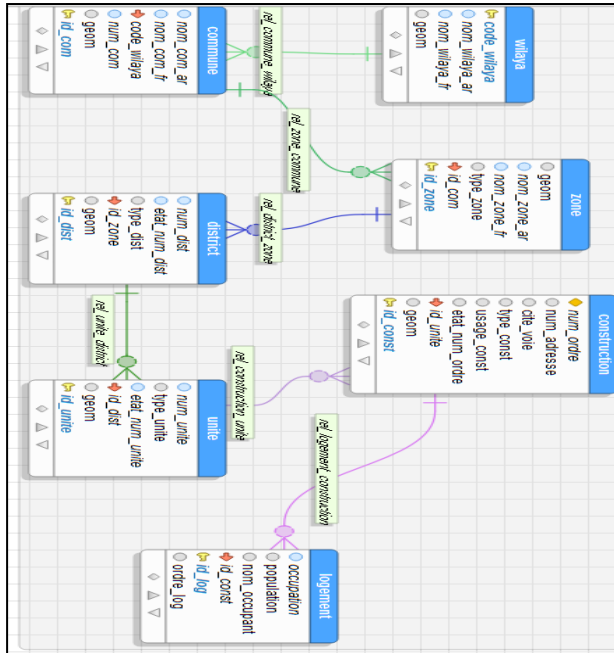 wilaya
code_wilaya
nom_wilaya_ar
nom_wilaya_fr
geom
zone
geom
nom_zone_ar
nom_zone_fr
type_zone
id_com
id_zone
construction
num_ordre
num_adresse
cite_voie
type_const
usage_const
etat_num_ordre
id_unite
geom
id_const
rel_commune_wilaya
rel_zone_commune
rel_district_zone
rel_construction_unite
rel_logement_construction
commune
nom_com_ar
nom_com_fr
code_wilaya
num_com
geom
id_com
district
num_dist
etat_num_dist
type_dist
id_zone
geom
id_dist
rel_unite_district
unite
num_unite
type_unite
etat_num_unite
id_dist
geom
id_unite
logement
occupation
population
nom_occupant
id_const
id_log
ordre_log